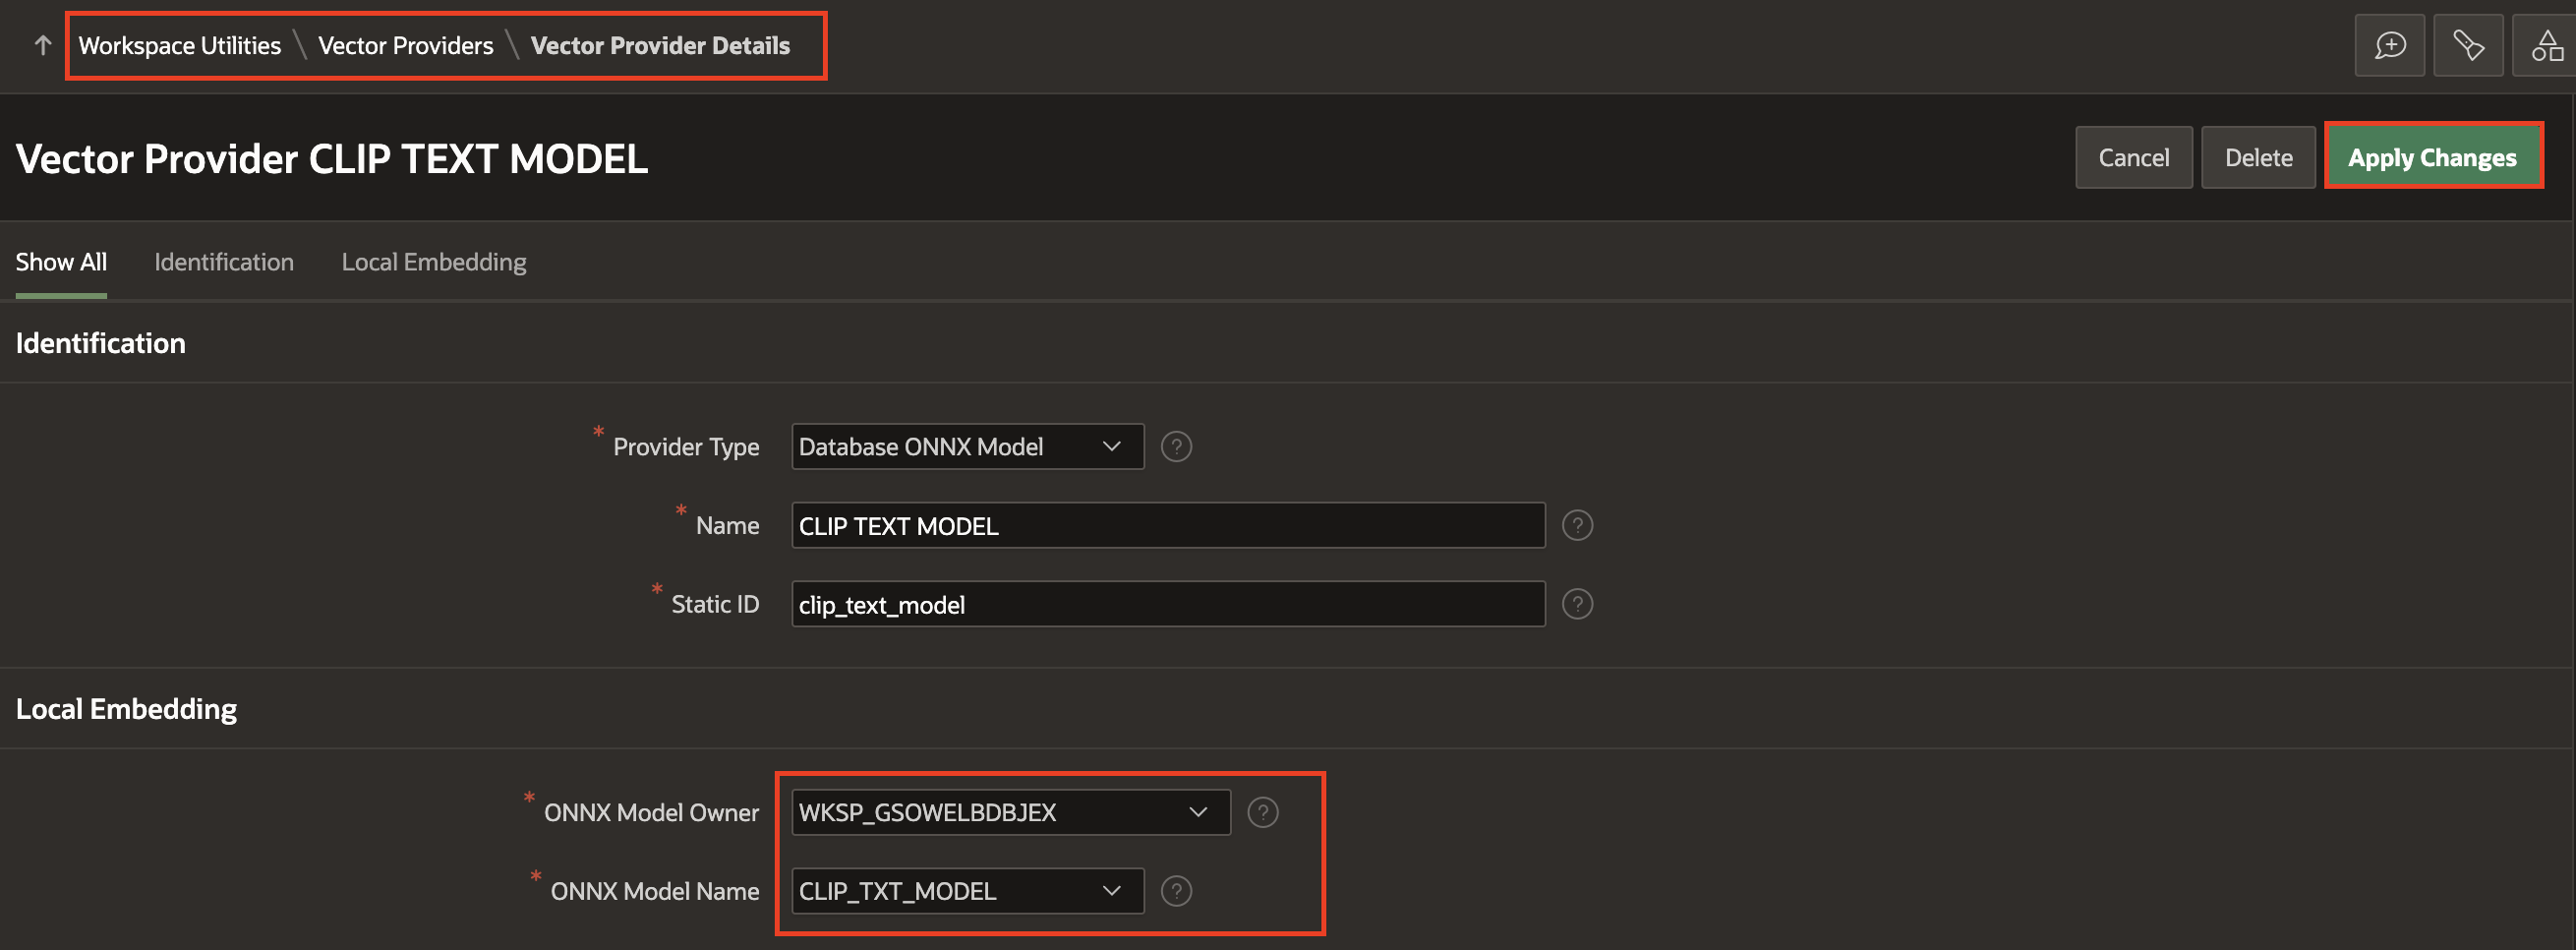 Workspace Utilities \ Vector Providers \ Vector Provider Details
Vector Provider CLIP TEXT MODEL
Cancel Delete Apply Changes
Show All Identification Local Embedding
Identification
* Provider Type Database ONNX Model ?
* Name CLIP TEXT MODEL ?
* Static ID clip_text_model ?
Local Embedding
* ONNX Model Owner WKSP_GSOWELBDBJEX ?
* ONNX Model Name CLIP_TXT_MODEL ?